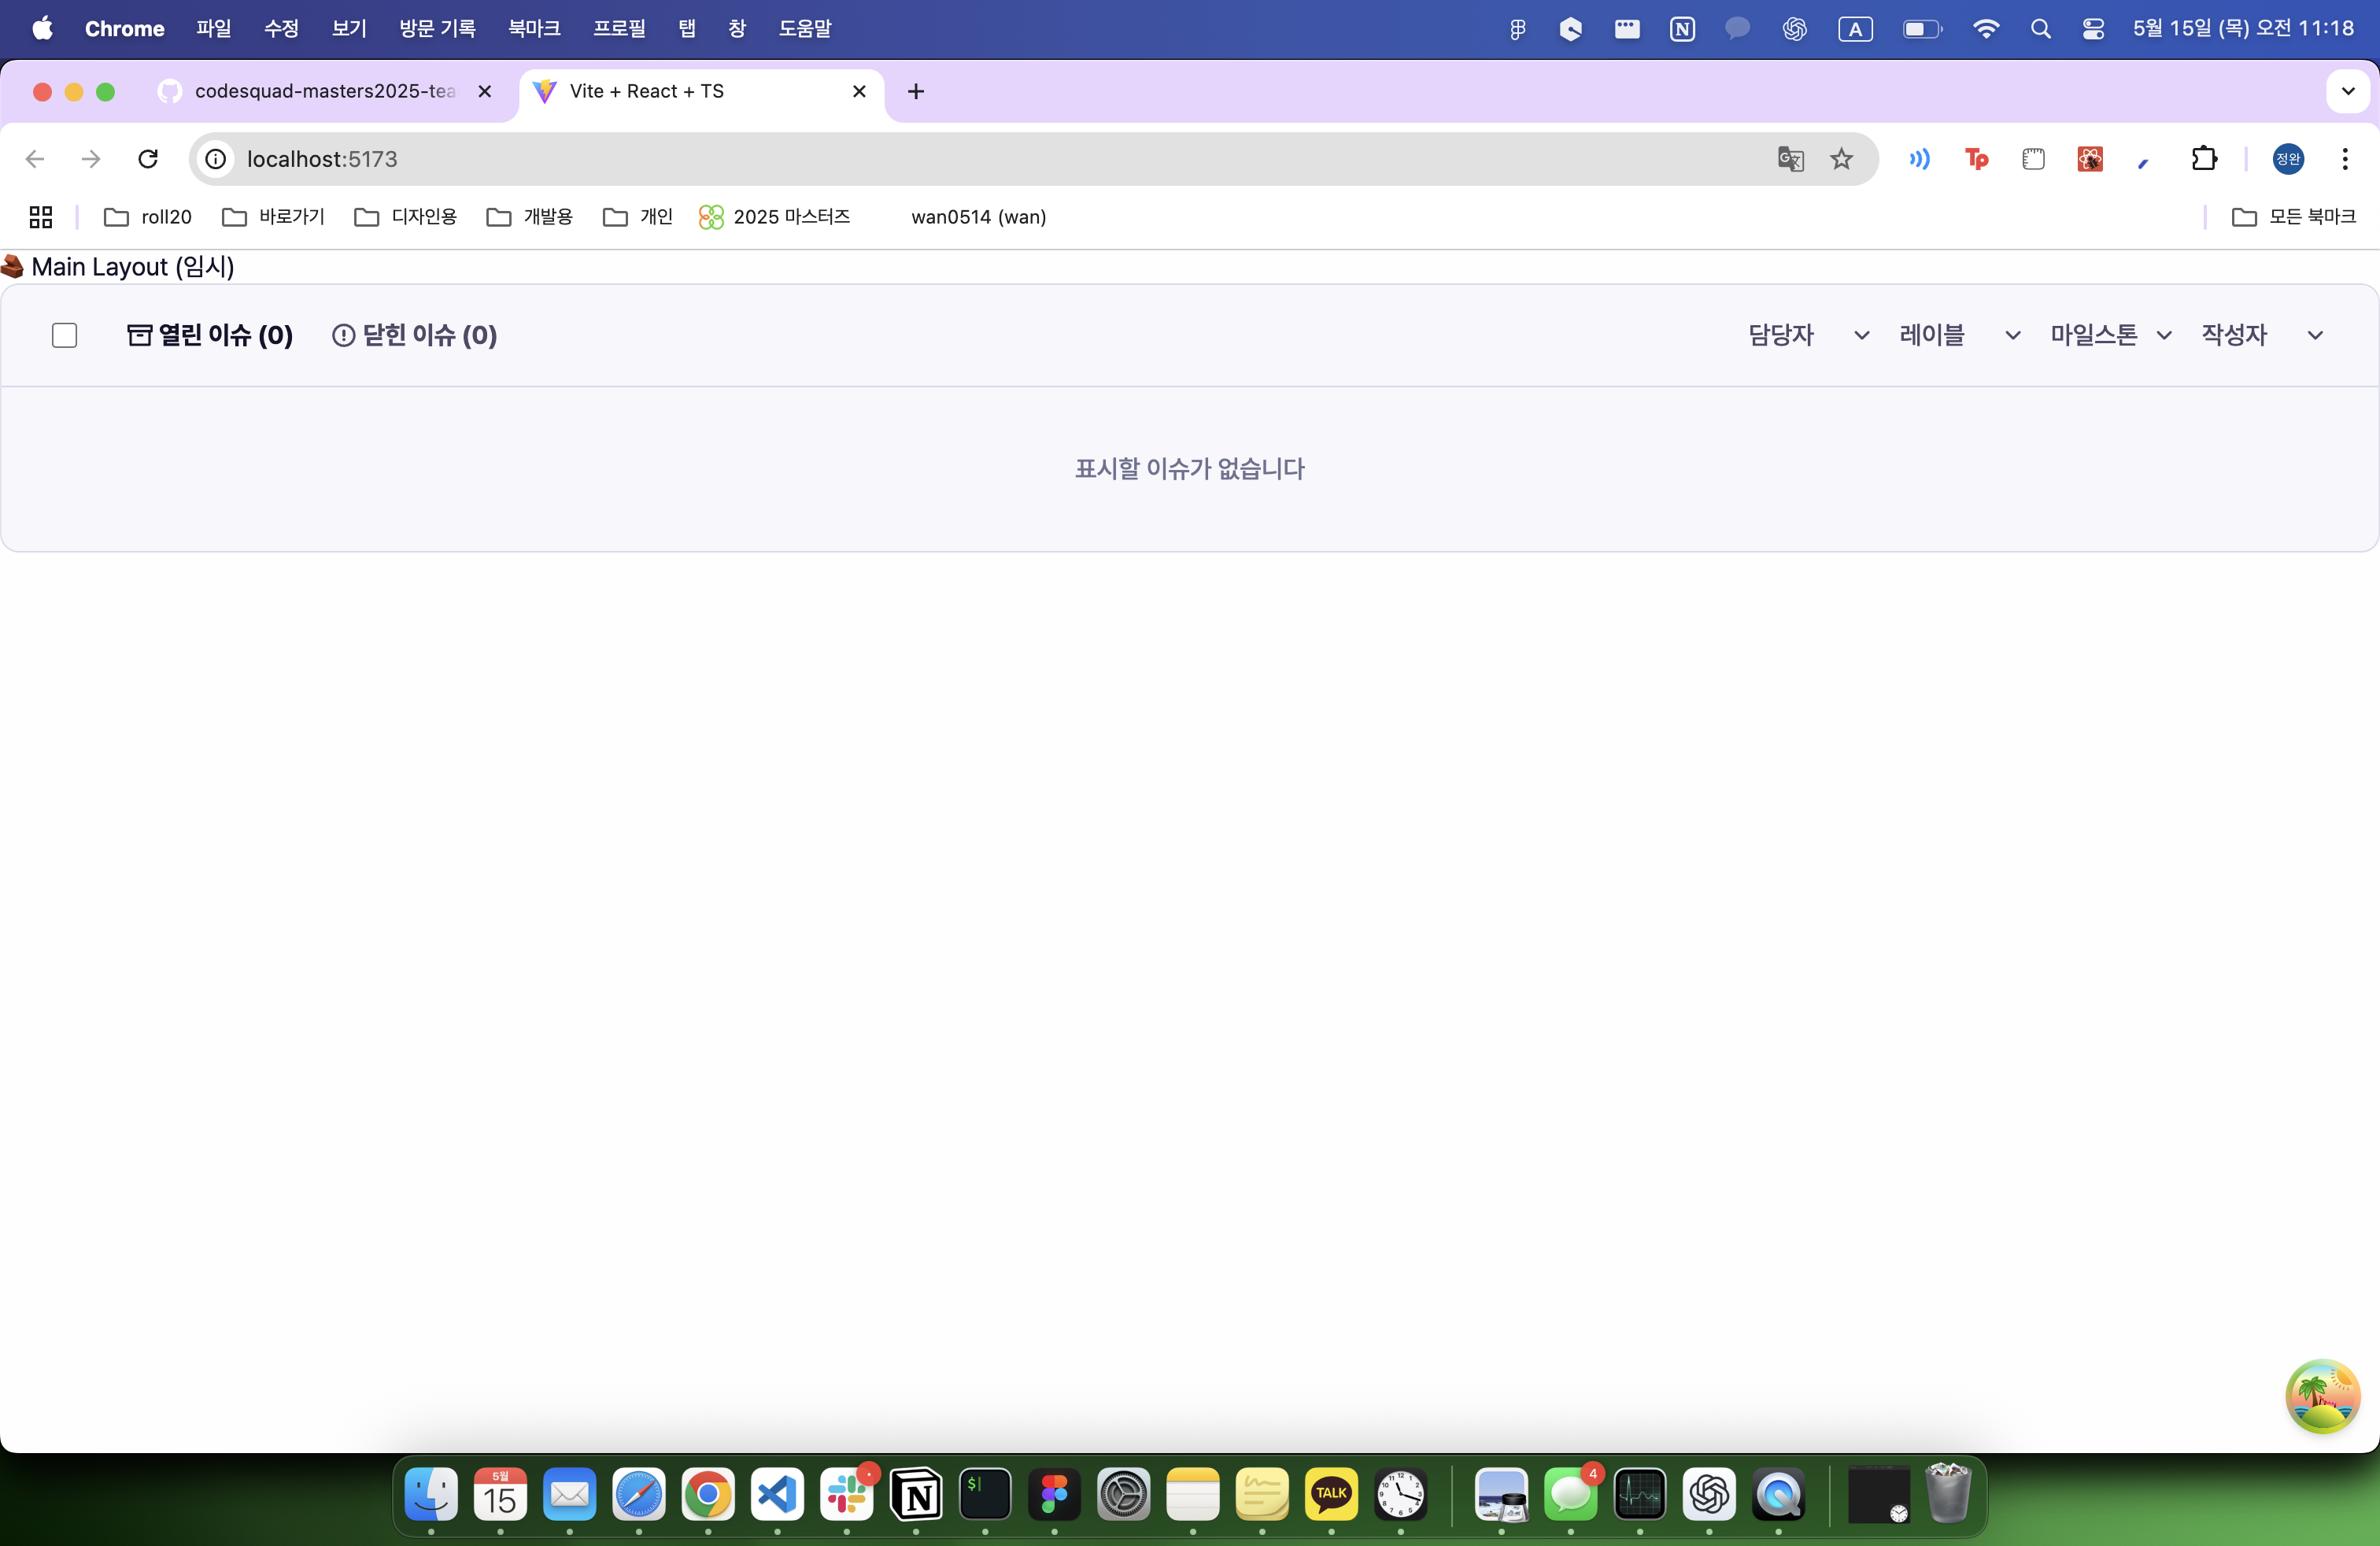 Chrome 파일 수정 보기 방문 기록 북마크 프로필 탭 창 도움말 A 5월 15일 (목) 오전 11:18
codesquad-masters2025-tea Vite + React + TS
localhost:5173 Tp 정완
roll20 바로가기 디자인용 개발용 개인 2025 마스터즈 wan0514 (wan) 모든 북마크
Main Layout (임시)
열린 이슈 (0) 닫힌 이슈 (0) 담당자 레이블 마일스톤 작성자
표시할 이슈가 없습니다
5월
15 TALK 4